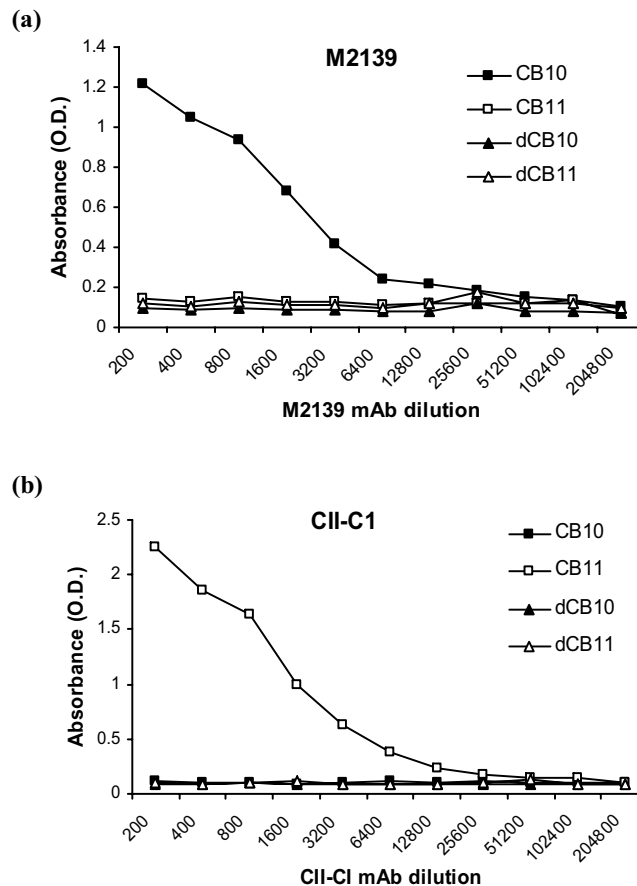 (a)
M2139
Absorbance (O.D.)
1.4
1.2
1
0.8
0.6
0.4
0.2
0
CB10
CB11
dCB10
dCB11
200
400
800
1600
3200
6400
12800
25600
51200
102400
204800
M2139 mAb dilution
(b)
CII-C1
Absorbance (O.D.)
2.5
2
1.5
1
0.5
0
CB10
CB11
dCB10
dCB11
200
400
800
1600
3200
6400
12800
25600
51200
102400
204800
CII-CI mAb dilution